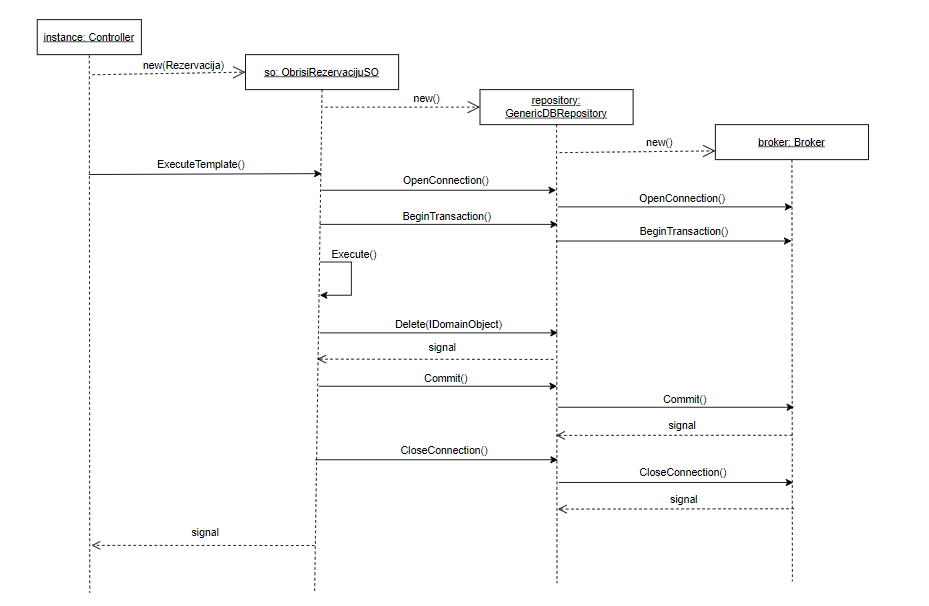 instance: Controller
new(Rezervacija)
so: ObrisiRezervacijuSO
new()
repository:
GenericDBRepository
new()
broker: Broker
ExecuteTemplate()
OpenConnection()
OpenConnection()
BeginTransaction()
BeginTransaction()
Execute()
Delete(IDomainObject)
signal
Commit()
Commit()
signal
CloseConnection()
CloseConnection()
signal
signal